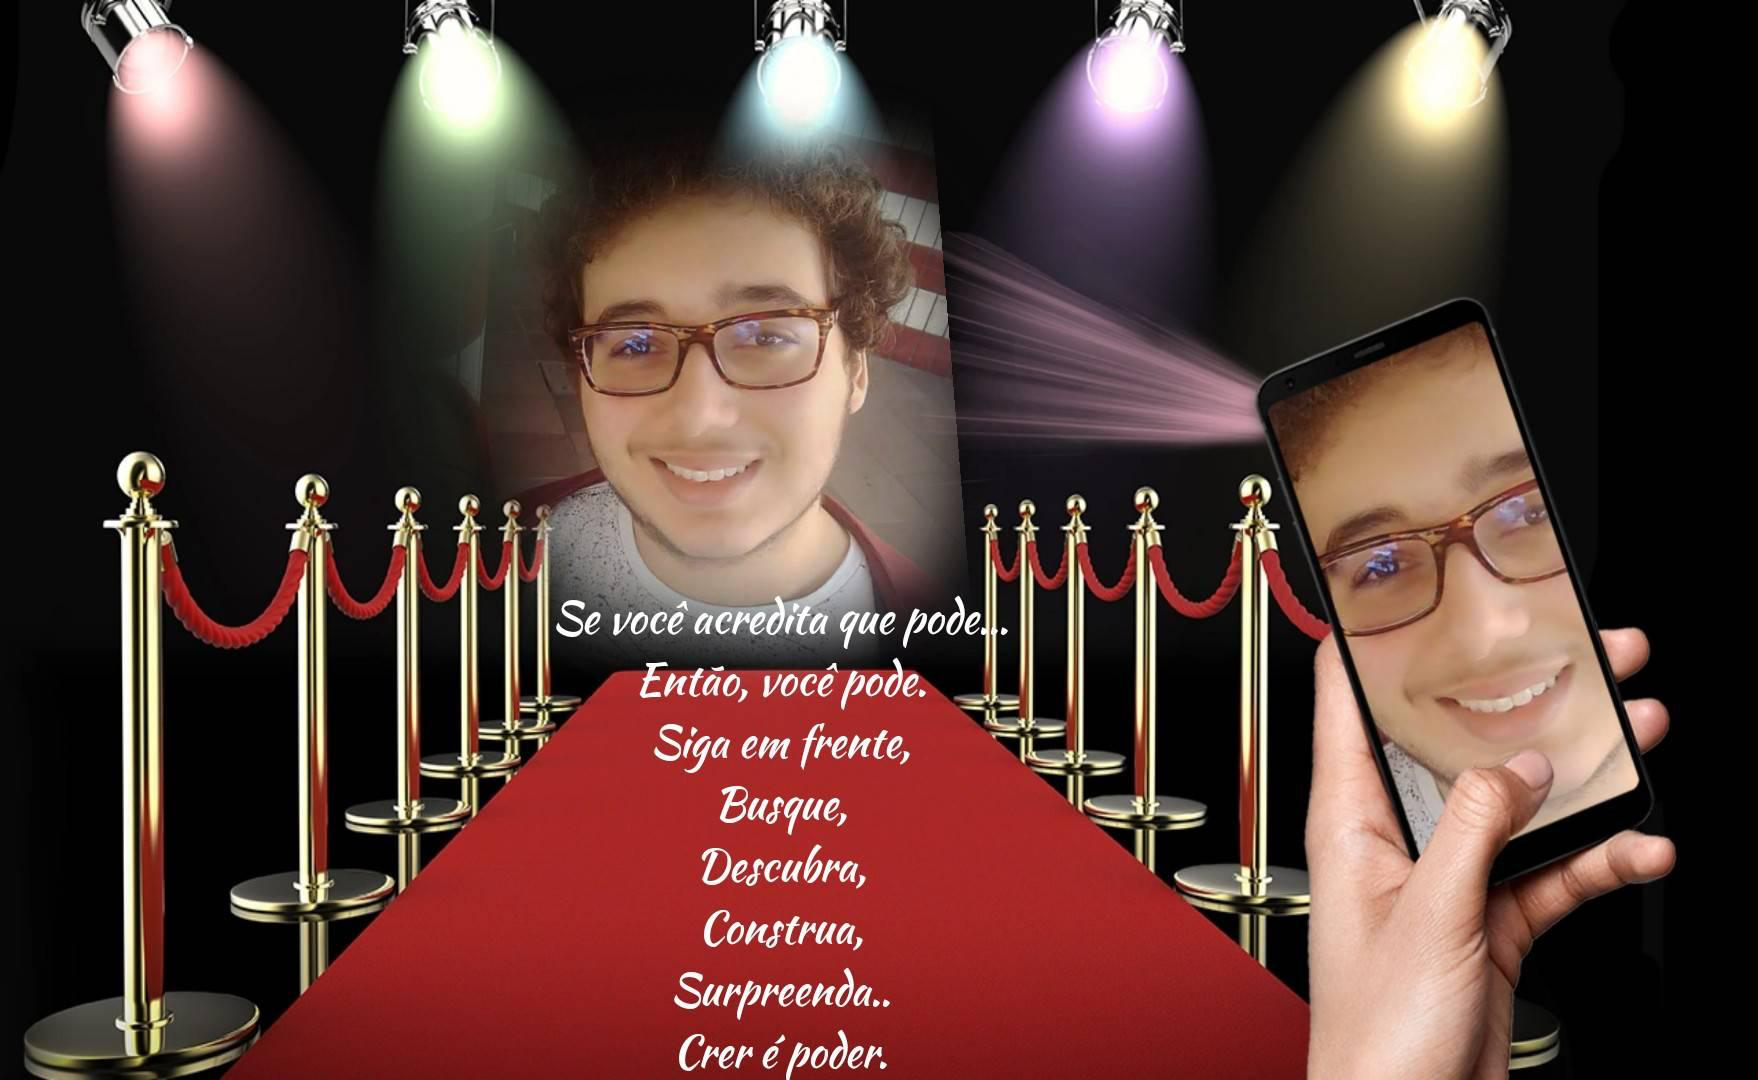 Se você acredita que pode...
Então, você pode.
Siga em frente,
Busque,
Descubra,
Construa,
Surpreenda..
Crer é poder.